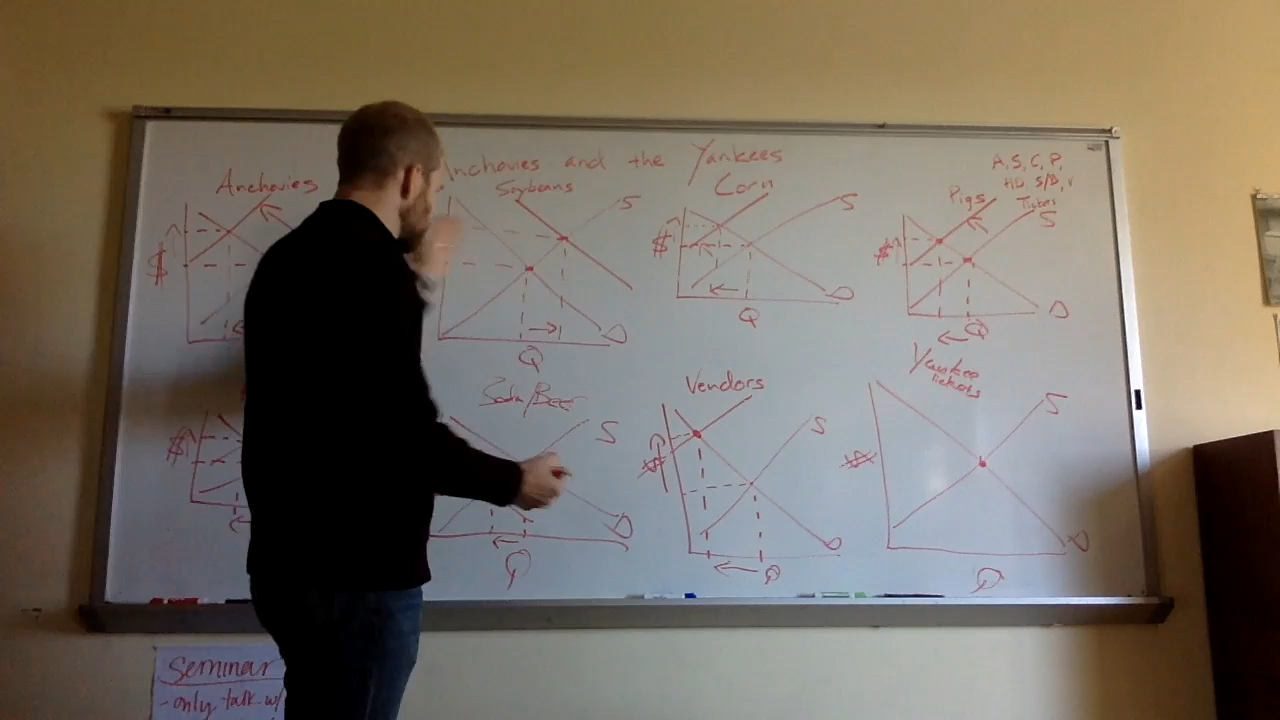 Anchovies and the Yankees
Anchovies
Soybeans
Corn
Pigs
A, S, C, P,
HD, S/B, V
Tickets
$
Q
S
D
$
Q
S
D
$
Q
S
D
Soda/Beer
Vendors
Yankee
tickets
$
S
D
Q
$
S
D
Q
$
S
D
Q
Seminar
- only talk w/